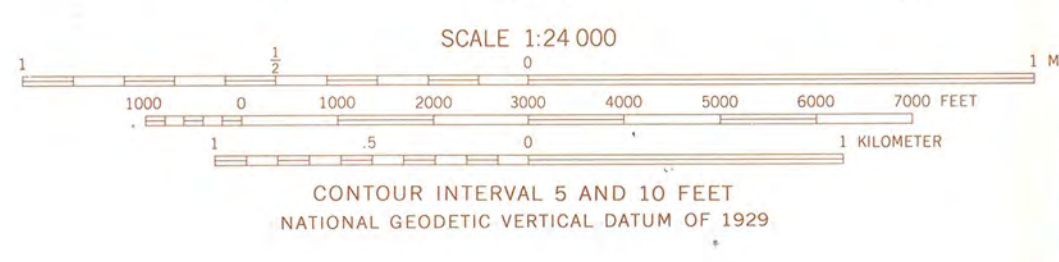 SCALE 1:24 000
1 1/2 0 1 M
1000 0 1000 2000 3000 4000 5000 6000 7000 FEET
1 .5 0 1 KILOMETER
CONTOUR INTERVAL 5 AND 10 FEET
NATIONAL GEODETIC VERTICAL DATUM OF 1929